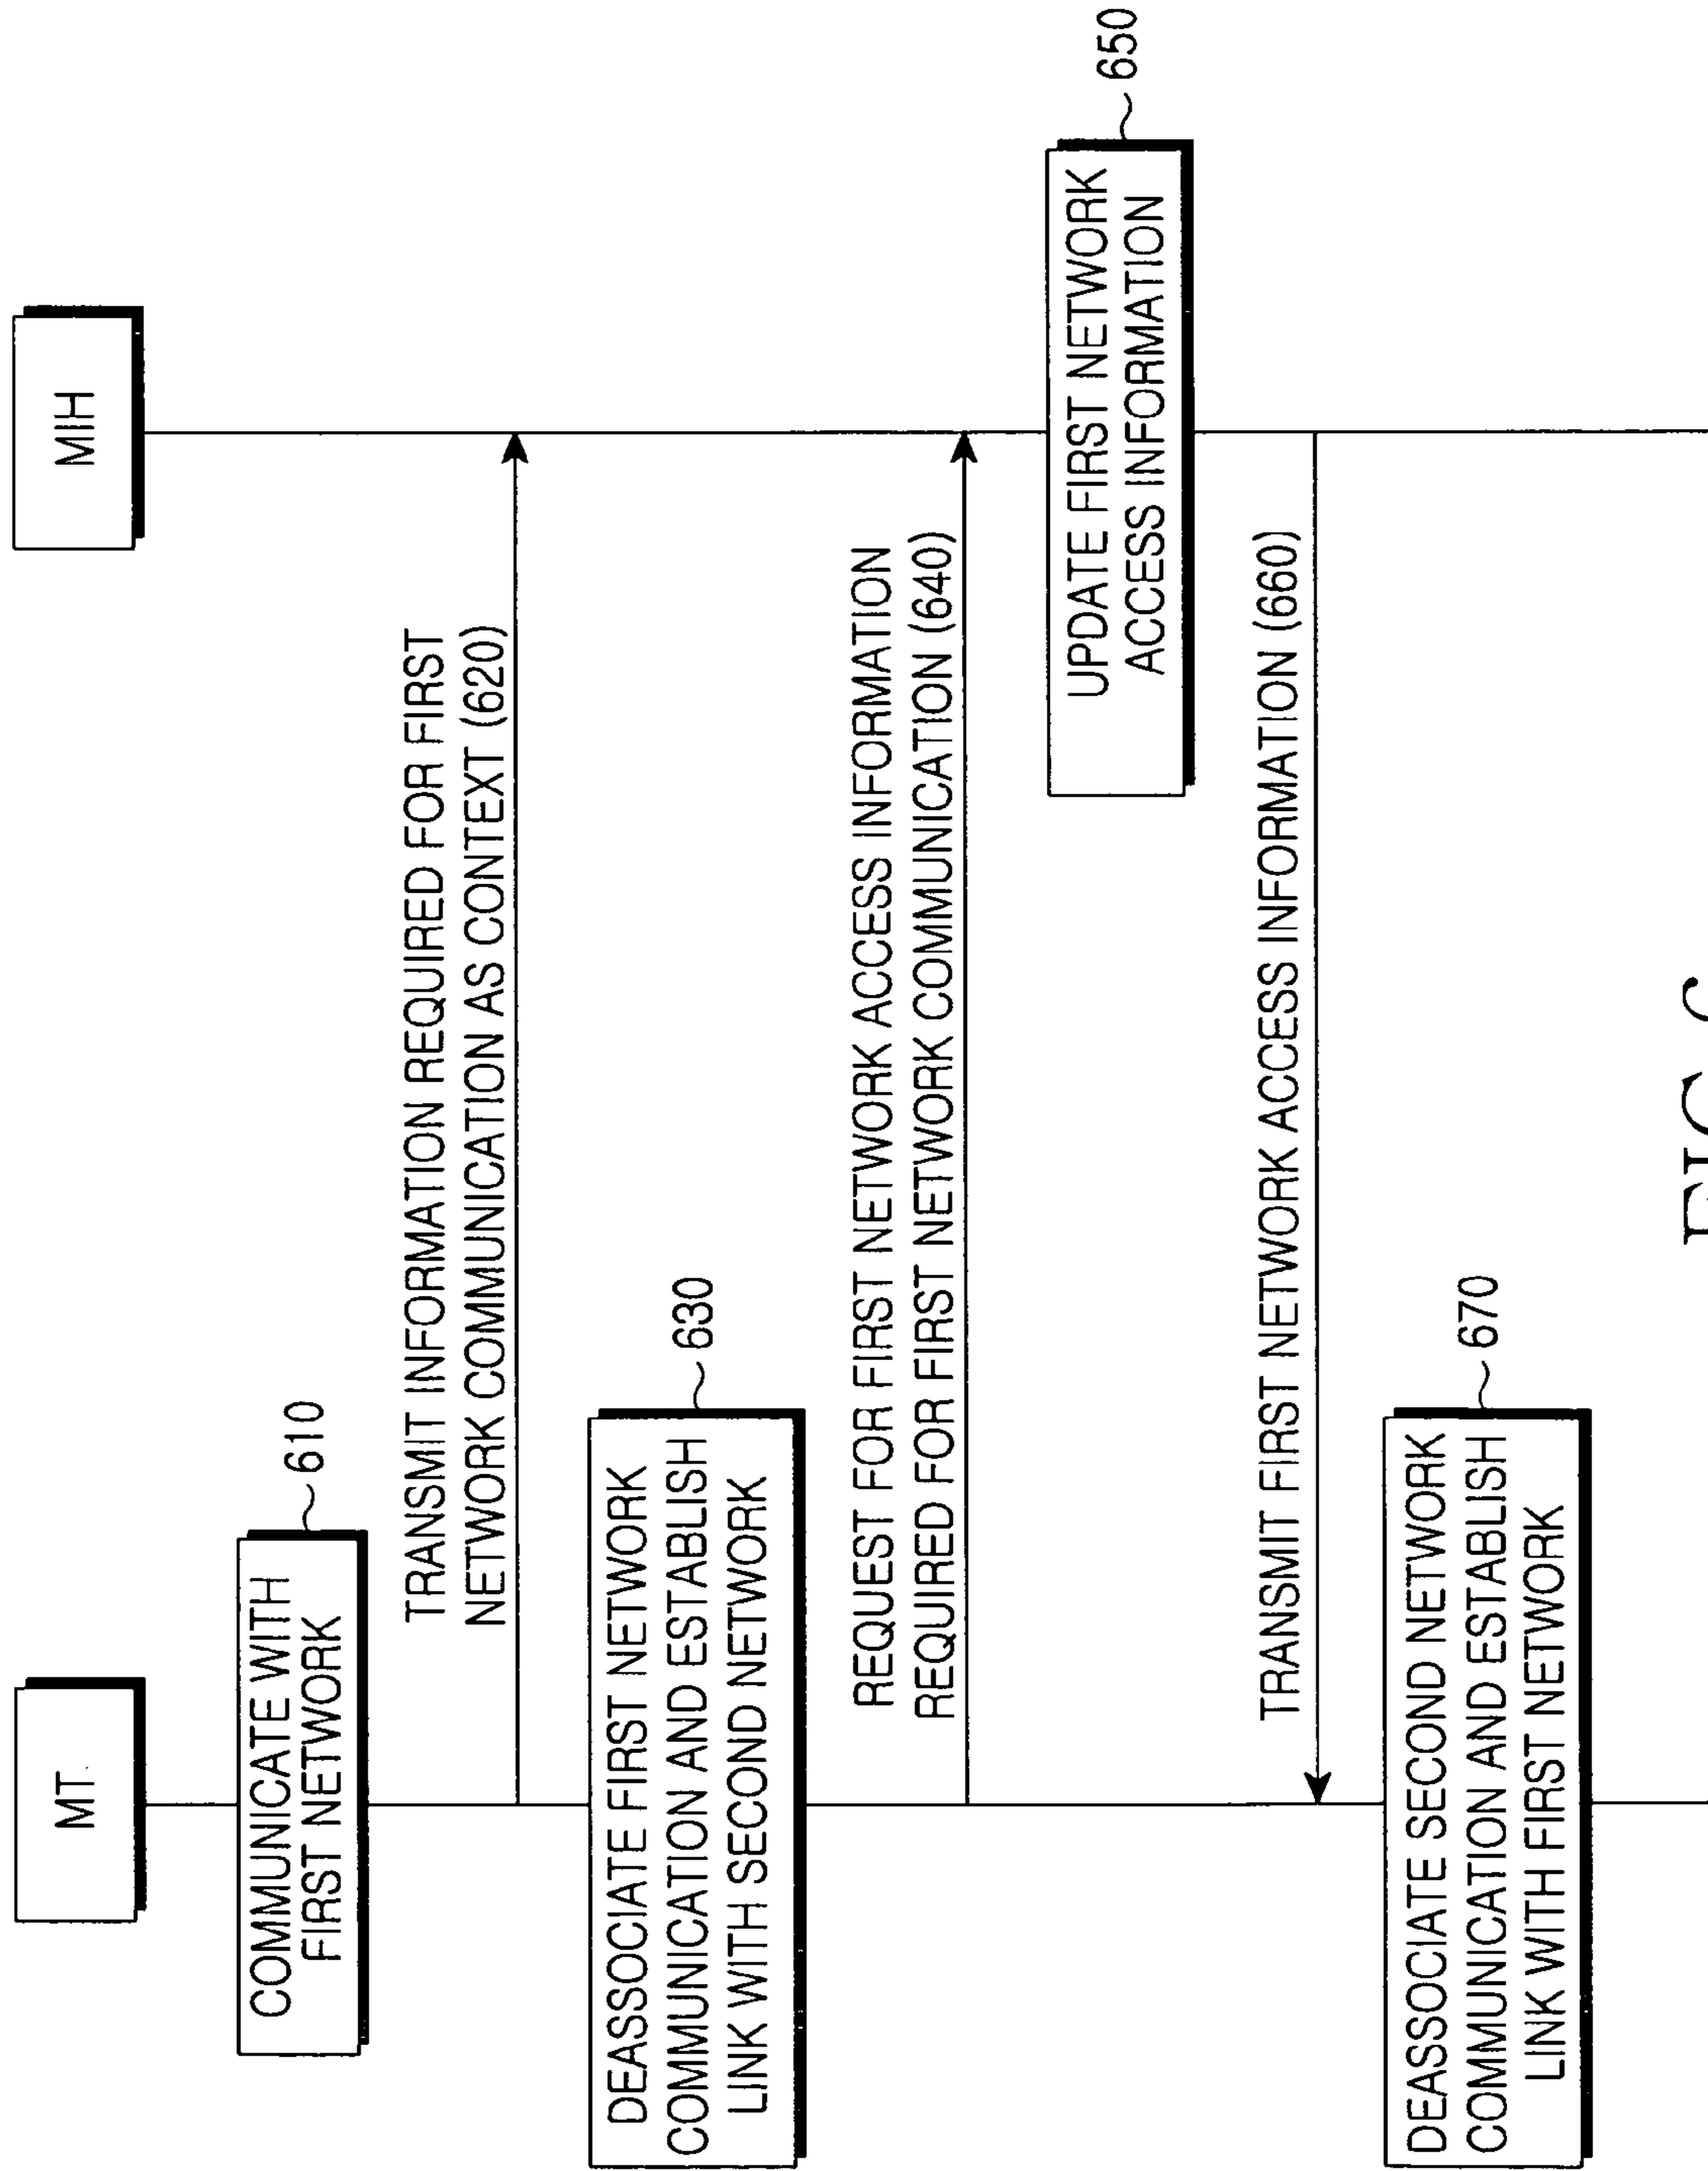 MT
MIH
COMMUNICATE WITH
FIRST NETWORK
610
TRANSMIT INFORMATION REQUIRED FOR FIRST
NETWORK COMMUNICATION AS CONTEXT (620)
DEASSOCIATE FIRST NETWORK
COMMUNICATION AND ESTABLISH
LINK WITH SECOND NETWORK
630
REQUEST FOR FIRST NETWORK ACCESS INFORMATION
REQUIRED FOR FIRST NETWORK COMMUNICATION (640)
UPDATE FIRST NETWORK
ACCESS INFORMATION
650
TRANSMIT FIRST NETWORK ACCESS INFORMATION (660)
DEASSOCIATE SECOND NETWORK
COMMUNICATION AND ESTABLISH
LINK WITH FIRST NETWORK
670